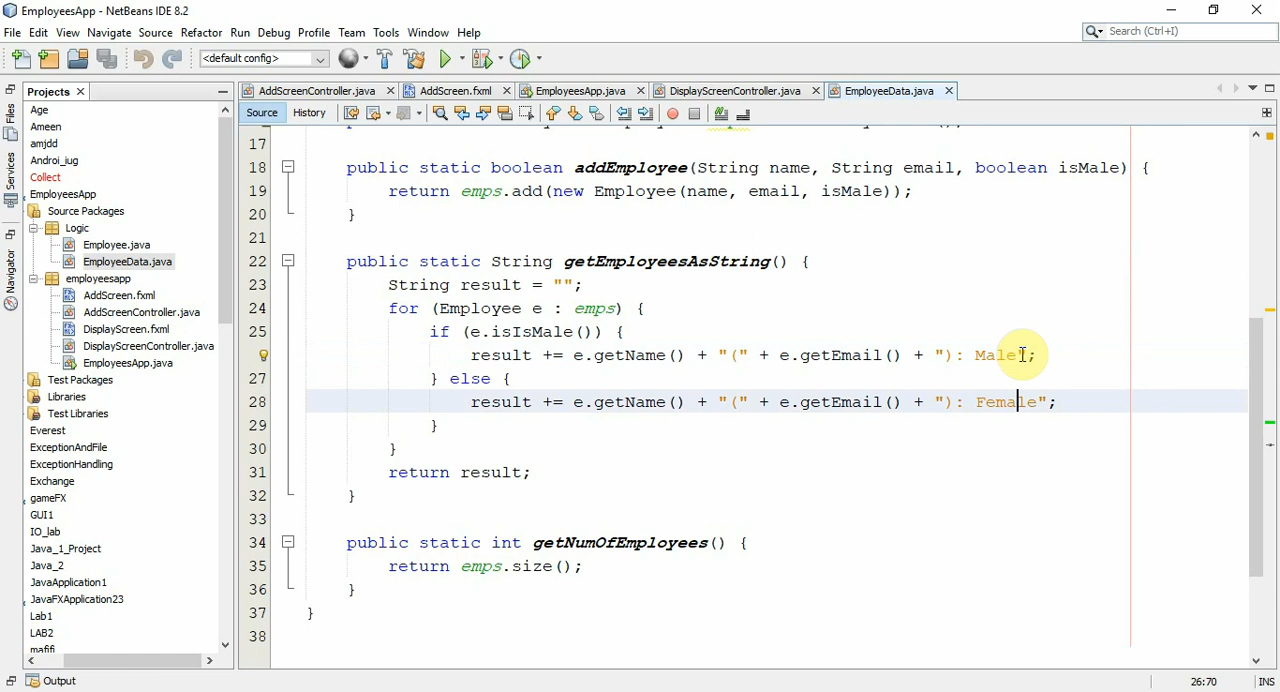 EmployeesApp - NetBeans IDE 8.2
File Edit View Navigate Source Refactor Run Debug Profile Team Tools Window Help
Search (Ctrl+I)
<default config>
Projects
AddScreenController.java AddScreen.fxml EmployeesApp.java DisplayScreenController.java EmployeeData.java
Source History
Files
Services
Navigator
Age
Ameen
amjdd
Androi_iug
Collect
EmployeesApp
Source Packages
Logic
Employee.java
EmployeeData.java
employeesapp
AddScreen.fxml
AddScreenController.java
DisplayScreen.fxml
DisplayScreenController.java
EmployeesApp.java
Test Packages
Libraries
Test Libraries
Everest
ExceptionAndFile
ExceptionHandling
Exchange
gameFX
GUI1
IO_lab
Java_1_Project
Java_2
JavaApplication1
JavaFXApplication23
Lab1
LAB2
mafifi
17
18 public static boolean addEmployee(String name, String email, boolean isMale) {
19 return emps.add(new Employee(name, email, isMale));
20 }
21
22 public static String getEmployeesAsString() {
23 String result = "";
24 for (Employee e : emps) {
25 if (e.isIsMale()) {
result += e.getName() + "(" + e.getEmail() + "): Male";
27 } else {
28 result += e.getName() + "(" + e.getEmail() + "): Female";
29 }
30 }
31 return result;
32 }
33
34 public static int getNumOfEmployees() {
35 return emps.size();
36 }
37 }
38
Output
26:70 INS